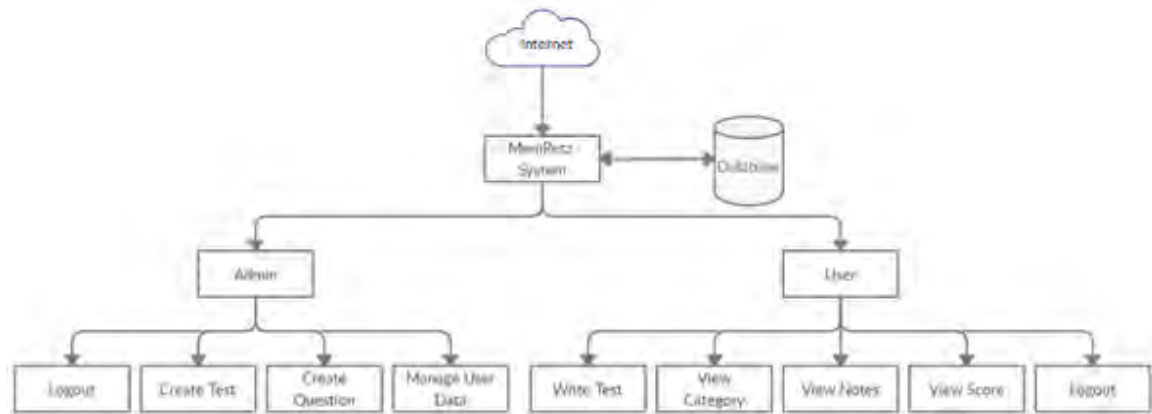 Internet
MemRetz
System
Database
Admin
User
Logout
Create Test
Create
Question
Manage User
Data
Write Test
View
Category
View Notes
View Score
Logout